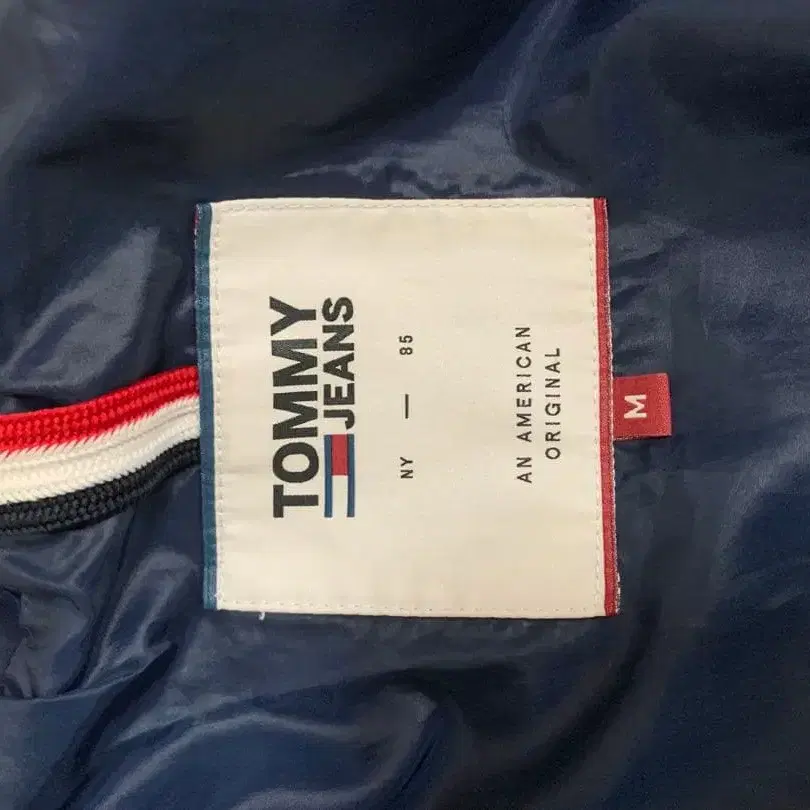 TOMMY
JEANS
NY — 85
AN AMERICAN
ORIGINAL
M